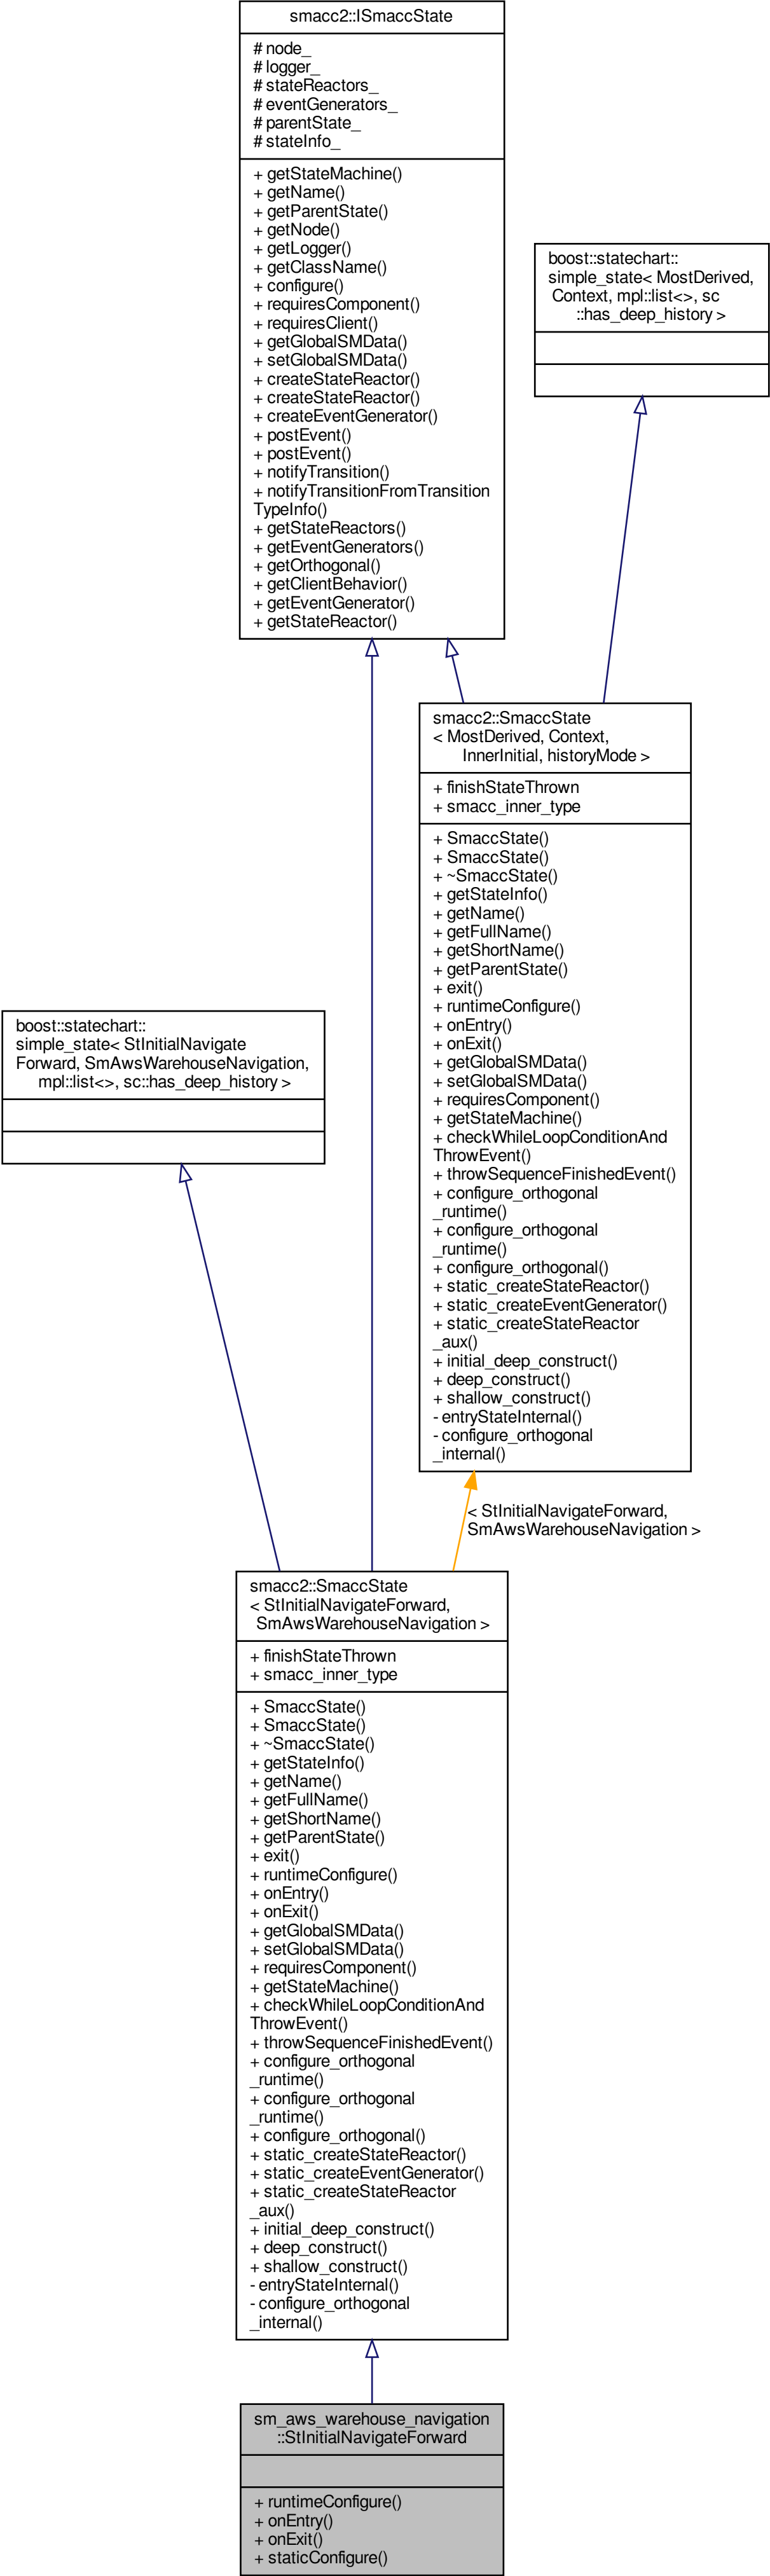 smacc2::ISmaccState
# node_
# logger_
# stateReactors_
# eventGenerators_
# parentState_
# stateInfo_
+ getStateMachine()
+ getName()
+ getParentState()
+ getNode()
+ getLogger()
+ getClassName()
+ configure()
+ requiresComponent()
+ requiresClient()
+ getGlobalSMData()
+ setGlobalSMData()
+ createStateReactor()
+ createStateReactor()
+ createEventGenerator()
+ postEvent()
+ postEvent()
+ notifyTransition()
+ notifyTransitionFromTransition
TypeInfo()
+ getStateReactors()
+ getEventGenerators()
+ getOrthogonal()
+ getClientBehavior()
+ getEventGenerator()
+ getStateReactor()
boost::statechart::
simple_state< MostDerived,
Context, mpl::list<>, sc
::has_deep_history >
smacc2::SmaccState
< MostDerived, Context,
InnerInitial, historyMode >
+ finishStateThrown
+ smacc_inner_type
+ SmaccState()
+ SmaccState()
+ ~SmaccState()
+ getStateInfo()
+ getName()
+ getFullName()
+ getShortName()
+ getParentState()
+ exit()
+ runtimeConfigure()
+ onEntry()
+ onExit()
+ getGlobalSMData()
+ setGlobalSMData()
+ requiresComponent()
+ getStateMachine()
+ checkWhileLoopConditionAnd
ThrowEvent()
+ throwSequenceFinishedEvent()
+ configure_orthogonal
_runtime()
+ configure_orthogonal
_runtime()
+ configure_orthogonal()
+ static_createStateReactor()
+ static_createEventGenerator()
+ static_createStateReactor
_aux()
+ initial_deep_construct()
+ deep_construct()
+ shallow_construct()
- entryStateInternal()
- configure_orthogonal
_internal()
boost::statechart::
simple_state< StInitialNavigate
Forward, SmAwsWarehouseNavigation,
mpl::list<>, sc::has_deep_history >
< StInitialNavigateForward,
SmAwsWarehouseNavigation >
smacc2::SmaccState
< StInitialNavigateForward,
SmAwsWarehouseNavigation >
+ finishStateThrown
+ smacc_inner_type
+ SmaccState()
+ SmaccState()
+ ~SmaccState()
+ getStateInfo()
+ getName()
+ getFullName()
+ getShortName()
+ getParentState()
+ exit()
+ runtimeConfigure()
+ onEntry()
+ onExit()
+ getGlobalSMData()
+ setGlobalSMData()
+ requiresComponent()
+ getStateMachine()
+ checkWhileLoopConditionAnd
ThrowEvent()
+ throwSequenceFinishedEvent()
+ configure_orthogonal
_runtime()
+ configure_orthogonal
_runtime()
+ configure_orthogonal()
+ static_createStateReactor()
+ static_createEventGenerator()
+ static_createStateReactor
_aux()
+ initial_deep_construct()
+ deep_construct()
+ shallow_construct()
- entryStateInternal()
- configure_orthogonal
_internal()
sm_aws_warehouse_navigation
::StInitialNavigateForward
+ runtimeConfigure()
+ onEntry()
+ onExit()
+ staticConfigure()